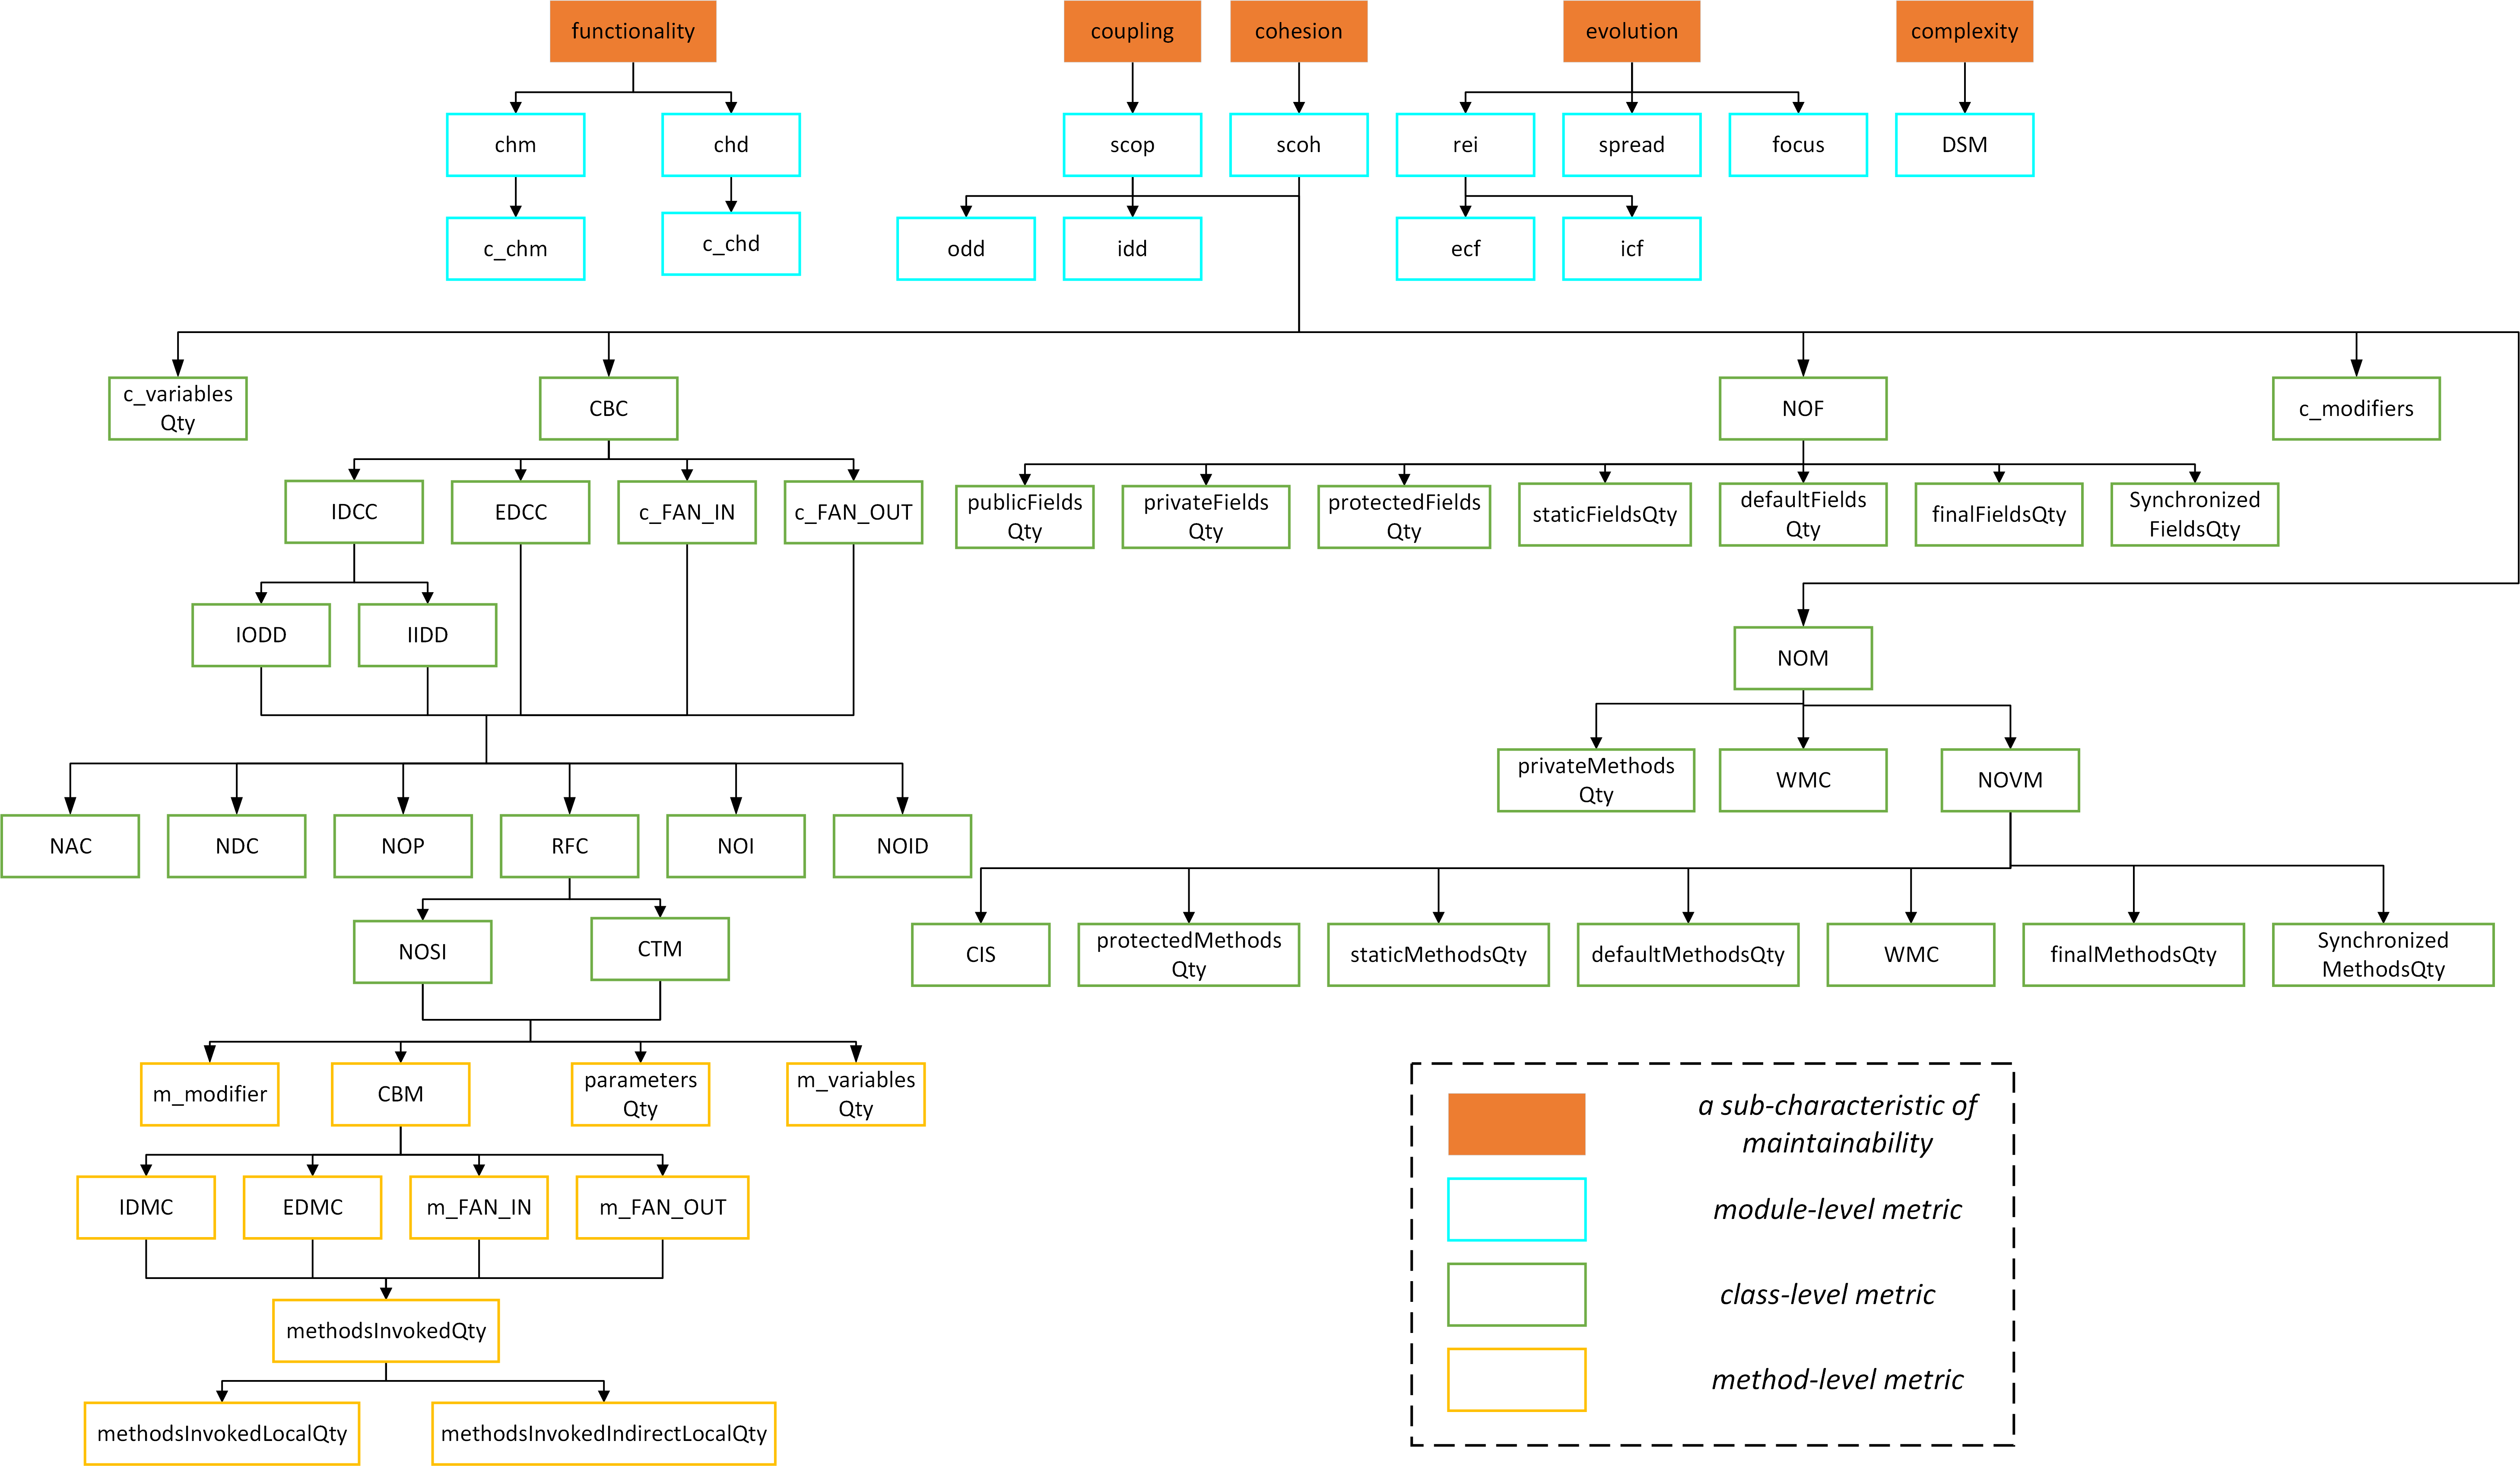 functionality
coupling
cohesion
evolution
complexity
chm
chd
scop
scoh
rei
spread
focus
DSM
c_chm
c_chd
odd
idd
ecf
icf
c_variables
Qty
CBC
NOF
c_modifiers
IDCC
EDCC
c_FAN_IN
c_FAN_OUT
publicFields
Qty
privateFields
Qty
protectedFields
Qty
staticFieldsQty
defaultFields
Qty
finalFieldsQty
Synchronized
FieldsQty
IODD
IIDD
NOM
privateMethods
Qty
WMC
NOVM
NAC
NDC
NOP
RFC
NOI
NOID
NOSI
CTM
CIS
protectedMethods
Qty
staticMethodsQty
defaultMethodsQty
WMC
finalMethodsQty
Synchronized
MethodsQty
m_modifier
CBM
parameters
Qty
m_variables
Qty
IDMC
EDMC
m_FAN_IN
m_FAN_OUT
methodsInvokedQty
methodsInvokedLocalQty
methodsInvokedIndirectLocalQty
a sub-characteristic of
maintainability
module-level metric
class-level metric
method-level metric